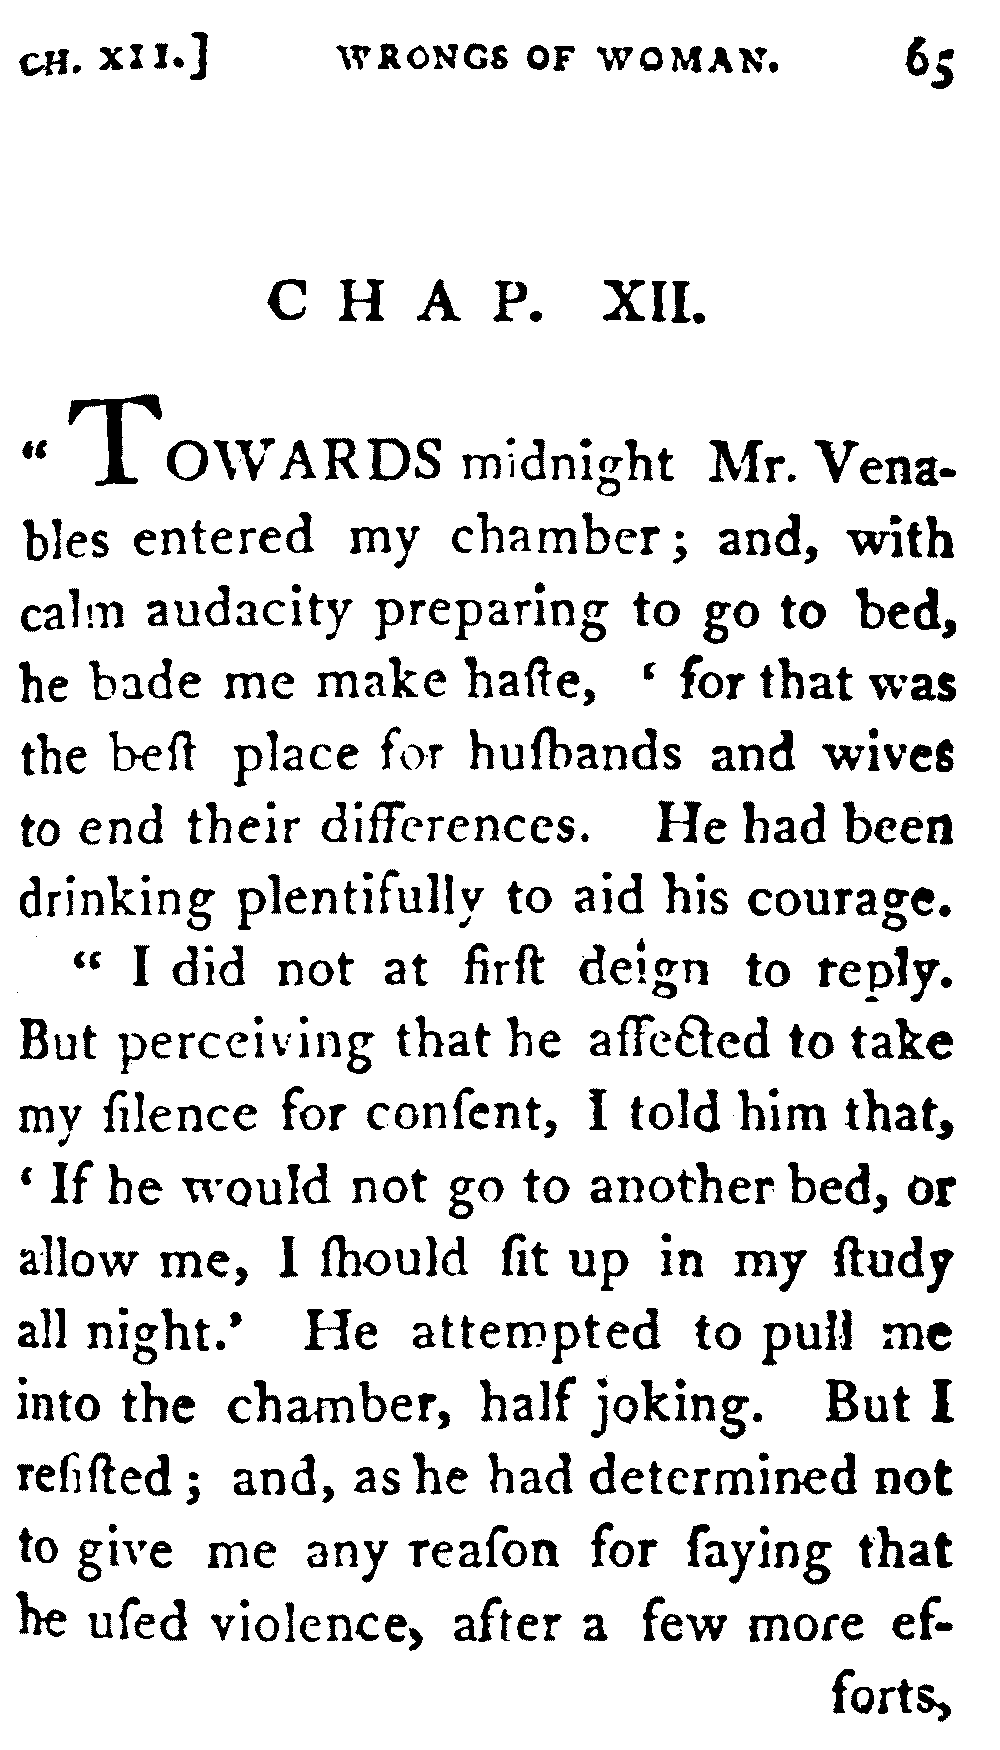 CH. XII.] WRONGS OF WOMAN. 65
CHAP. XII.
“ TOWARDS midnight Mr. Vena-
bles entered my chamber; and, with
calm audacity preparing to go to bed,
he bade me make haſte, ‘ for that was
the beſt place for huſbands and wives
to end their differences. He had been
drinking plentifully to aid his courage.
“ I did not at firſt deign to reply.
But perceiving that he affected to take
my ſilence for conſent, I told him that,
‘ If he would not go to another bed, or
allow me, I ſhould ſit up in my ſtudy
all night.’ He attempted to pull me
into the chamber, half joking. But I
reſiſted; and, as he had determined not
to give me any reaſon for ſaying that
he uſed violence, after a few more ef-
forts,